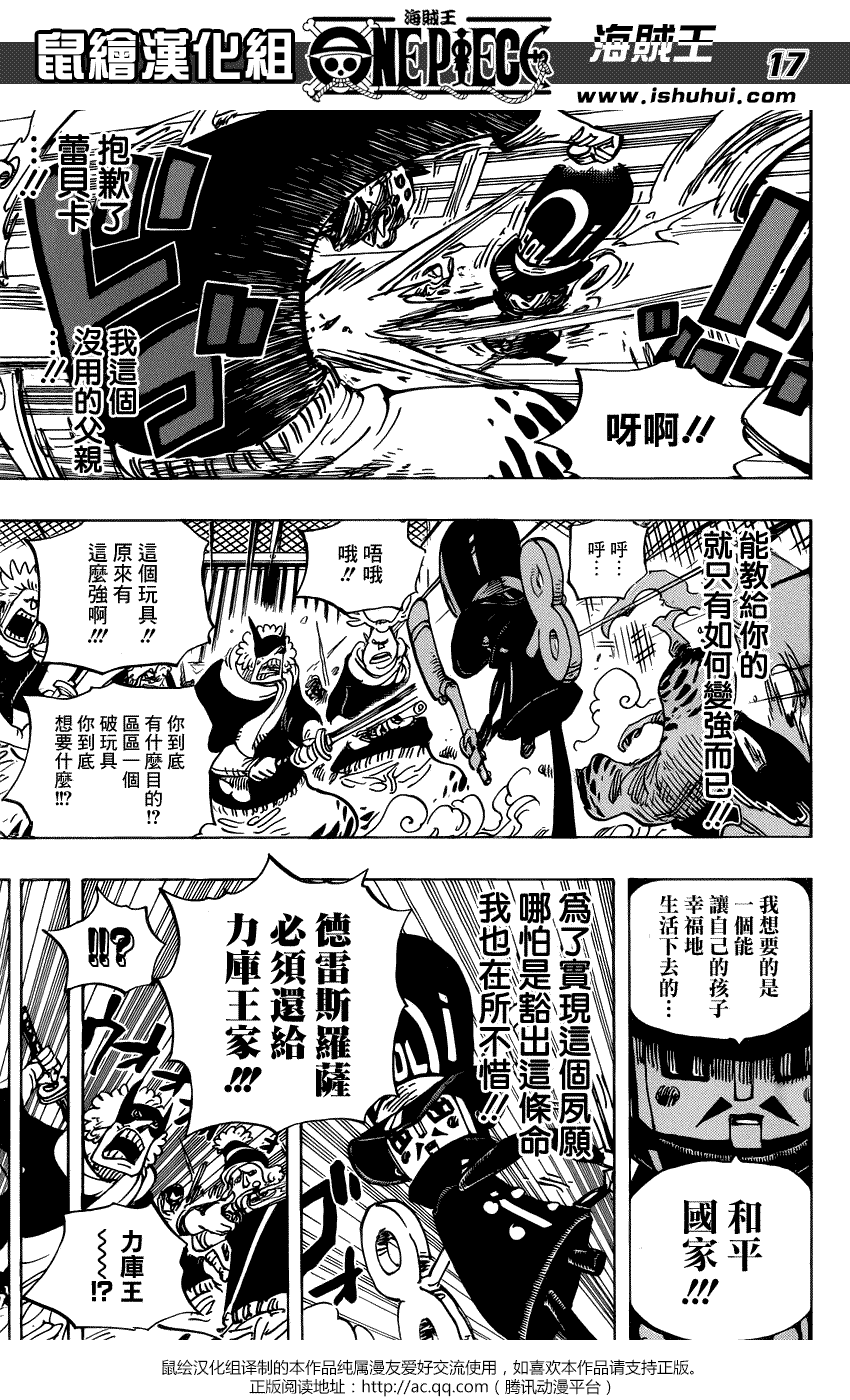 鼠繪漢化組
海賊王
ONE PIECE
海賊王
17
www.ishuhui.com
呀啊!!
抱歉了
蕾貝卡
…!!
我這個
沒用的父親
…!!
能教給你的
就只有如何變強而已!!
呼…
呼…
唔哦
哦!!
這個玩具!!
原來有
這麼強啊!!!
你到底
有什麼目的!?
區區一個
破玩具
你到底
想要什麼!!?
我想要的是
一個能
讓自己的孩子
幸福地
生活下去的…
和平
國家!!!
為了實現這個夙願
哪怕是豁出這條命
我也在所不惜!!
德雷斯羅薩
必須還給
力庫王家!!!
!!?
力庫王
~~!?
鼠绘汉化组译制的本作品纯属漫友爱好交流使用，如喜欢本作品请支持正版。
正版阅读地址：http://ac.qq.com（腾讯动漫平台）